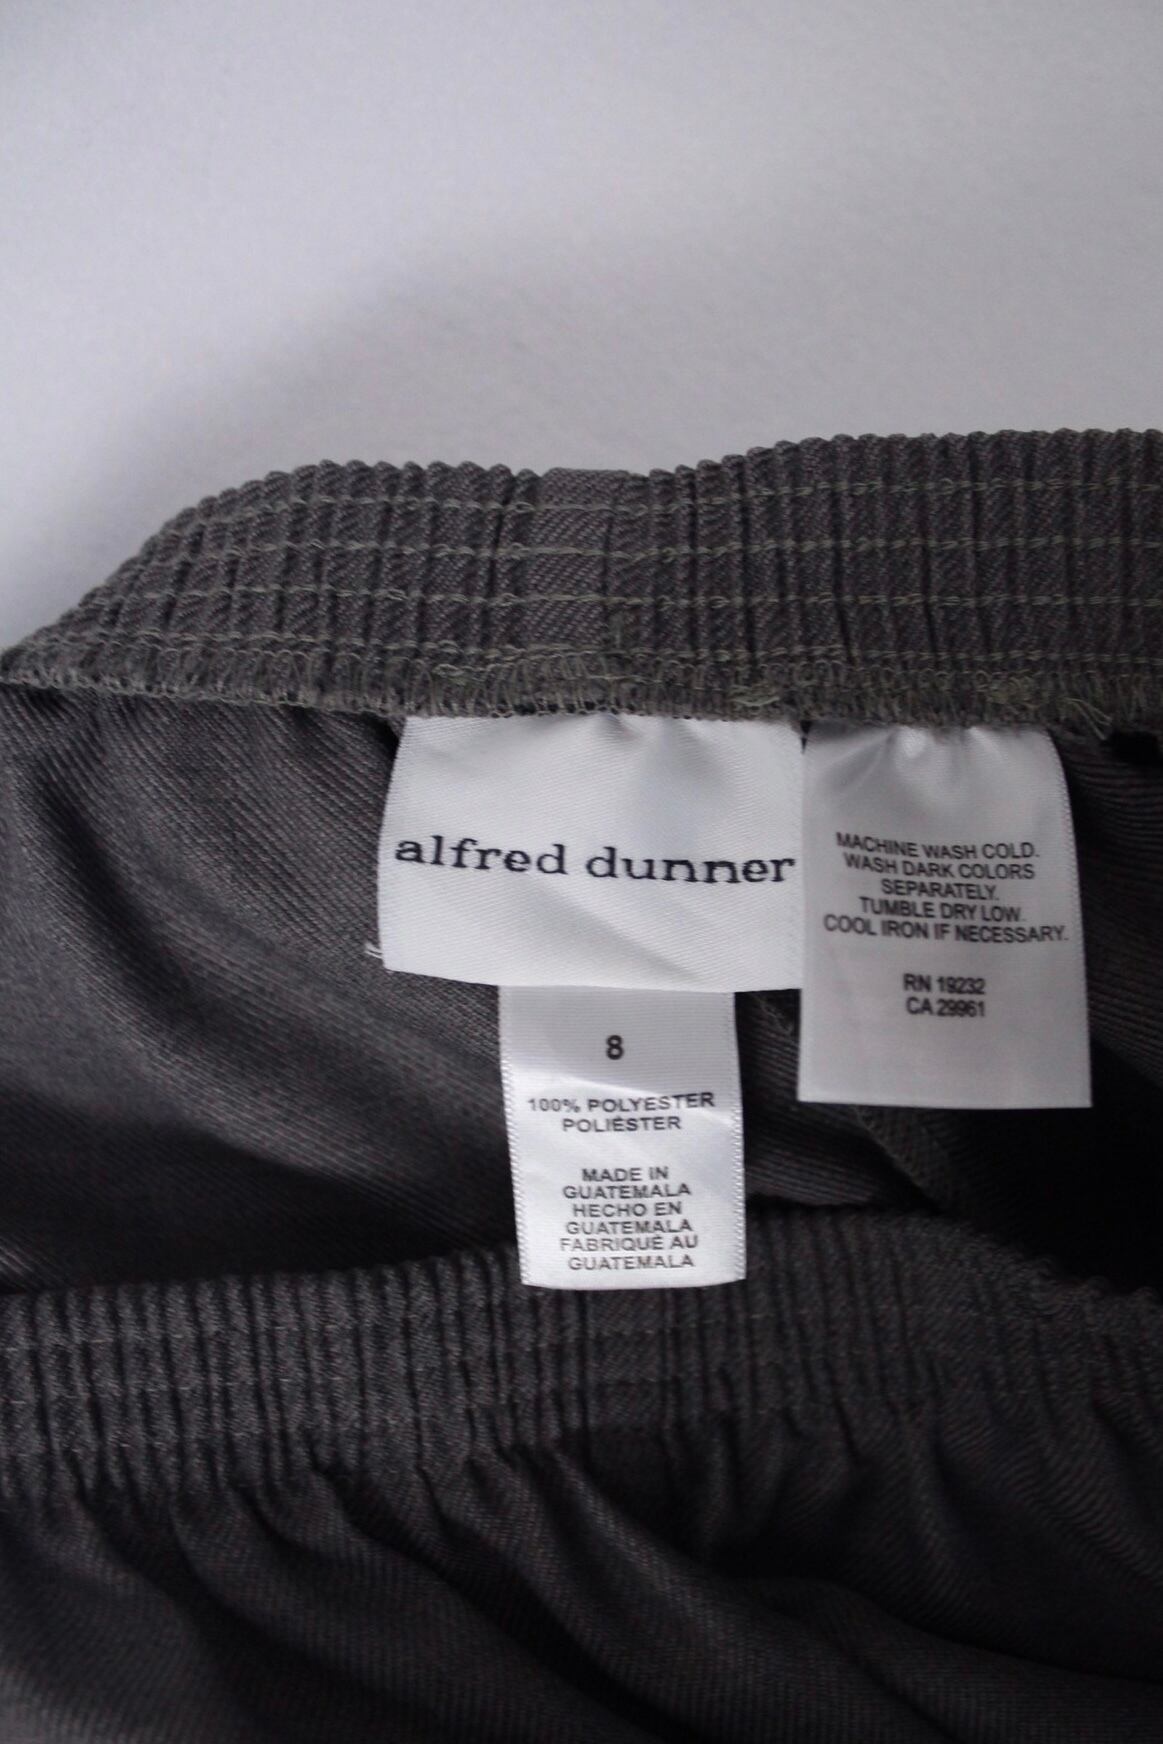 alfred dunner
8
100% POLYESTER
POLIÉSTER
MADE IN
GUATEMALA
HECHO EN
GUATEMALA
FABRIQUÉ AU
GUATEMALA
MACHINE WASH COLD.
WASH DARK COLORS
SEPARATELY.
TUMBLE DRY LOW.
COOL IRON IF NECESSARY.
RN 19232
CA 29961